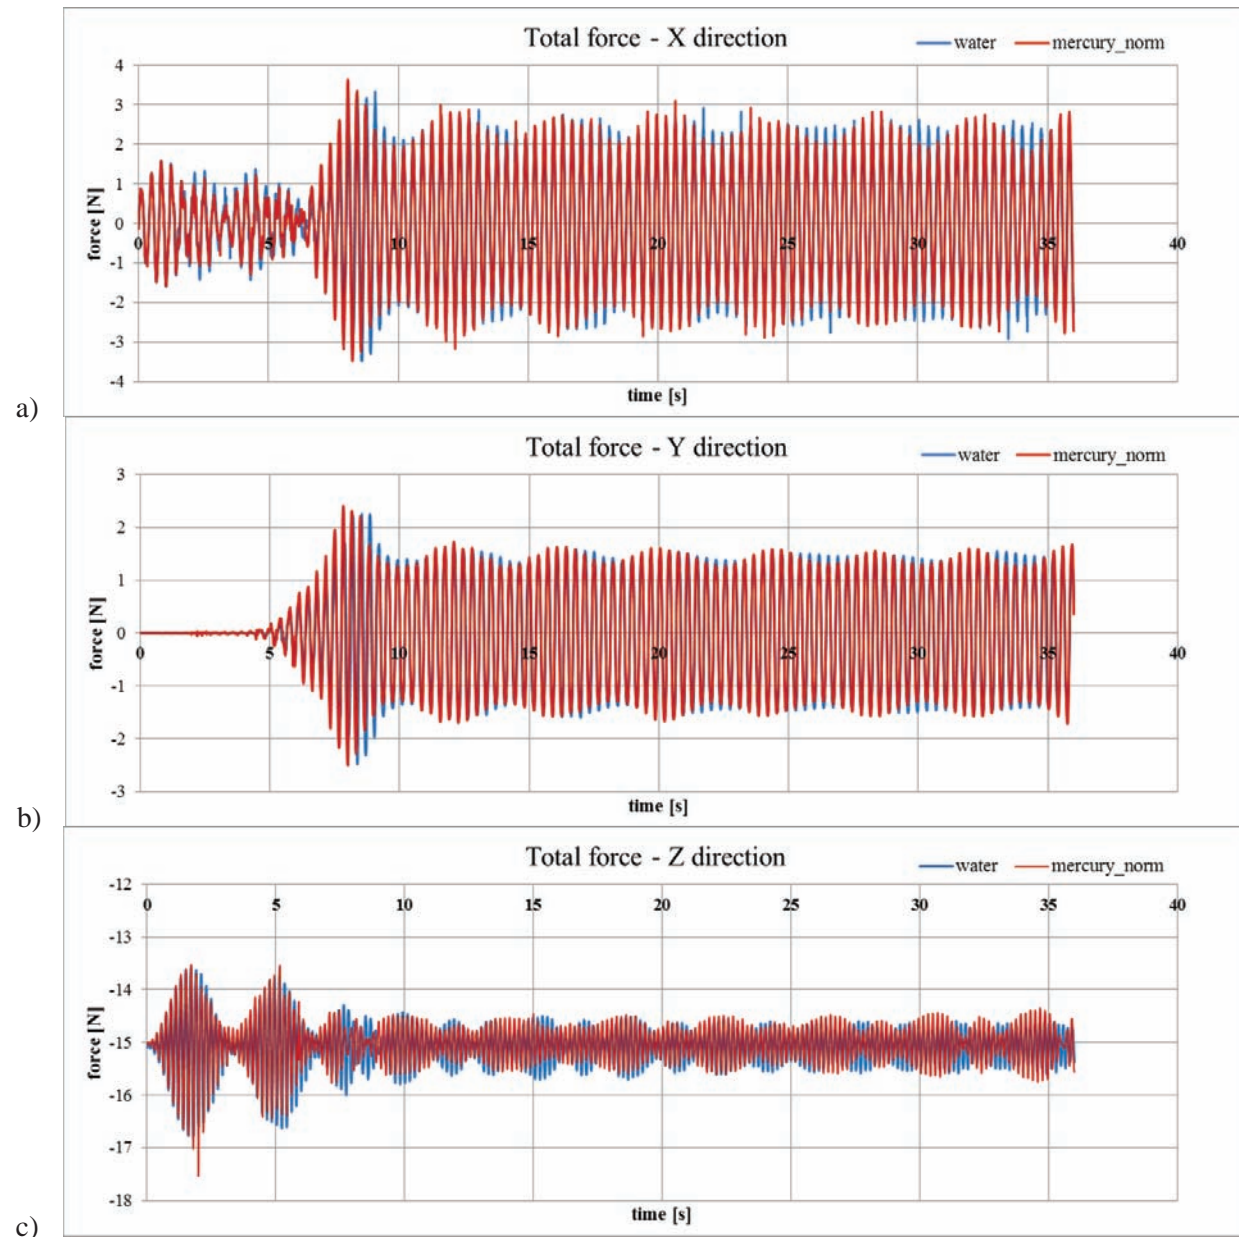 Total force - X direction
water mercury_norm
4
3
2
1
0
-1
-2
-3
-4
force [N]
0 5 10 15 20 25 30 35 40
time [s]
a)
Total force - Y direction
water mercury_norm
3
2
1
0
-1
-2
-3
force [N]
0 5 10 15 20 25 30 35 40
time [s]
b)
Total force - Z direction
water mercury_norm
-12
0 5 10 15 20 25 30 35 40
-13
-14
-15
-16
-17
-18
force [N]
time [s]
c)